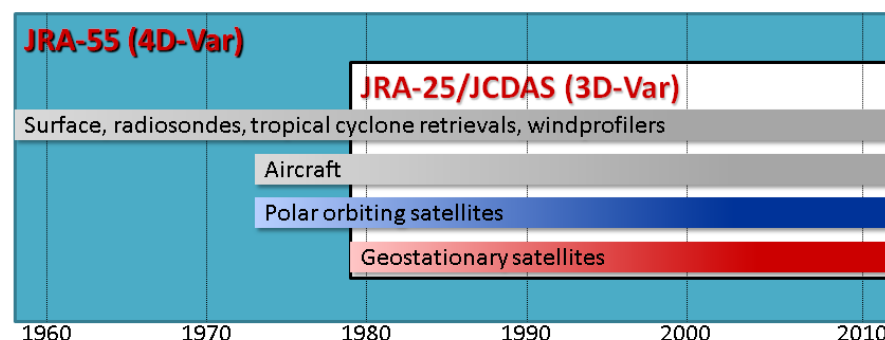 JRA-55 (4D-Var)
JRA-25/JCDAS (3D-Var)
Surface, radiosondes, tropical cyclone retrievals, windprofilers
Aircraft
Polar orbiting satellites
Geostationary satellites
1960 1970 1980 1990 2000 2010